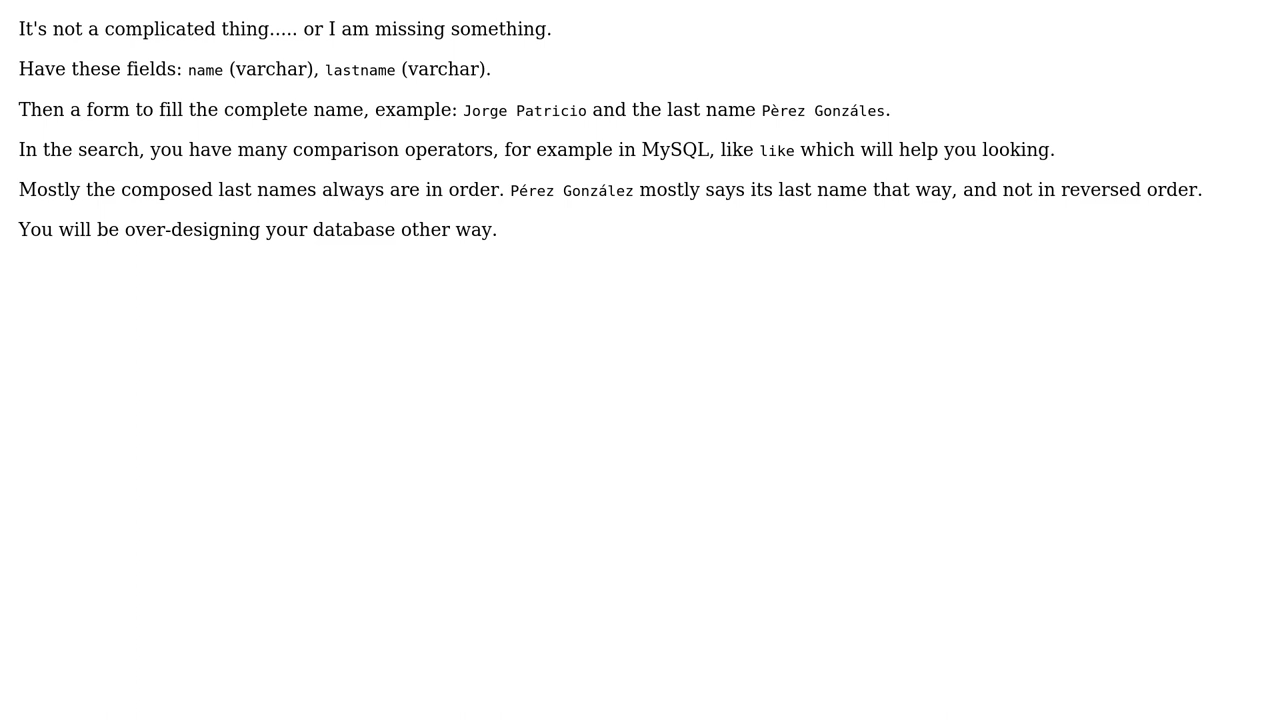 It's not a complicated thing..... or I am missing something.
Have these fields: name (varchar), lastname (varchar).
Then a form to fill the complete name, example: Jorge Patricio and the last name Pèrez Gonzáles.
In the search, you have many comparison operators, for example in MySQL, like like which will help you looking.
Mostly the composed last names always are in order. Pérez González mostly says its last name that way, and not in reversed order.
You will be over-designing your database other way.